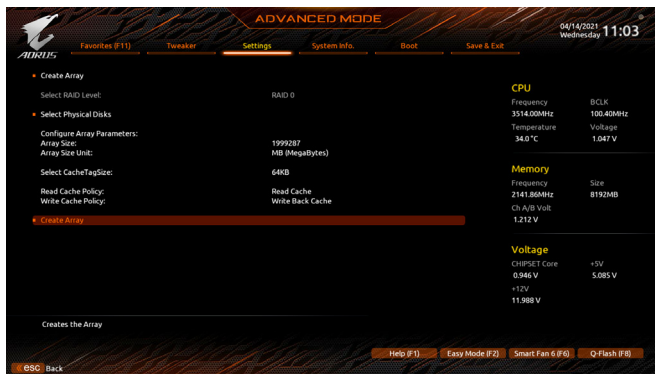 ADVANCED MODE
04/14/2021
Wednesday
11:03
AORUS
Favorites (F11) Tweaker Settings System Info. Boot Save & Exit
Create Array
Select RAID Level: RAID 0
Select Physical Disks
Configure Array Parameters:
Array Size: 1999287
Array Size Unit: MB (MegaBytes)
Select CacheTagSize: 64KB
Read Cache Policy: Read Cache
Write Cache Policy: Write Back Cache
Create Array
CPU
Frequency BCLK
3514.00MHz 100.40MHz
Temperature Voltage
34.0 °C 1.047 V
Memory
Frequency Size
2141.86MHz 8192MB
Ch A/B Volt
1.212 V
Voltage
CHIPSET Core +5V
0.946 V 5.085 V
+12V
11.988 V
Creates the Array
Help (F1) Easy Mode (F2) Smart Fan 6 (F6) Q-Flash (F8)
esc Back